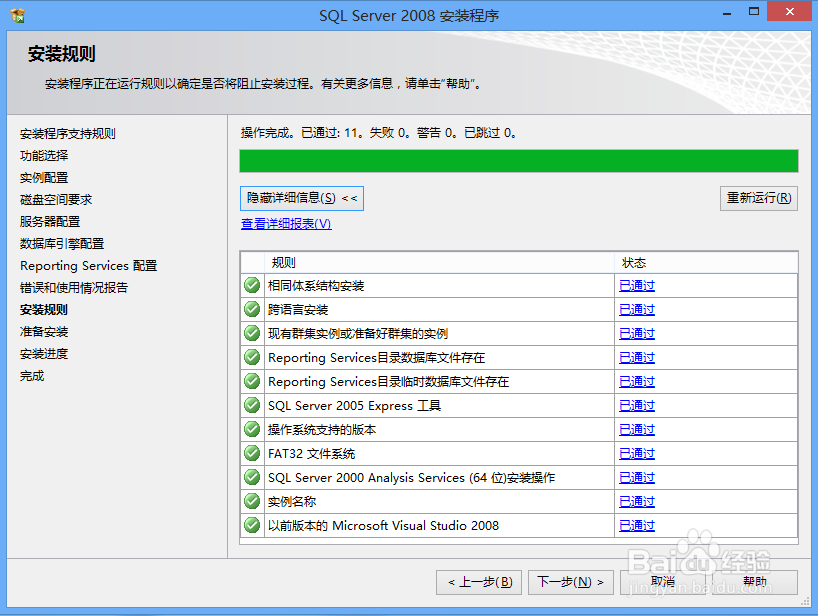 SQL Server 2008 安装程序
安装规则
安装程序正在运行规则以确定是否将阻止安装过程。有关更多信息，请单击“帮助”。
安装程序支持规则
功能选择
实例配置
磁盘空间要求
服务器配置
数据库引擎配置
Reporting Services 配置
错误和使用情况报告
安装规则
准备安装
安装进度
完成
操作完成。已通过: 11。失败 0。警告 0。已跳过 0。
隐藏详细信息(S) <<
重新运行(R)
查看详细报表(V)
规则 状态
相同体系结构安装 已通过
跨语言安装 已通过
现有群集实例或准备好群集的实例 已通过
Reporting Services目录数据库文件存在 已通过
Reporting Services目录临时数据库文件存在 已通过
SQL Server 2005 Express 工具 已通过
操作系统支持的版本 已通过
FAT32 文件系统 已通过
SQL Server 2000 Analysis Services (64 位)安装操作 已通过
实例名称 已通过
以前版本的 Microsoft Visual Studio 2008 已通过
< 上一步(B) 下一步(N) > 取消 帮助
Baidu 经验
jingyan.baidu.com